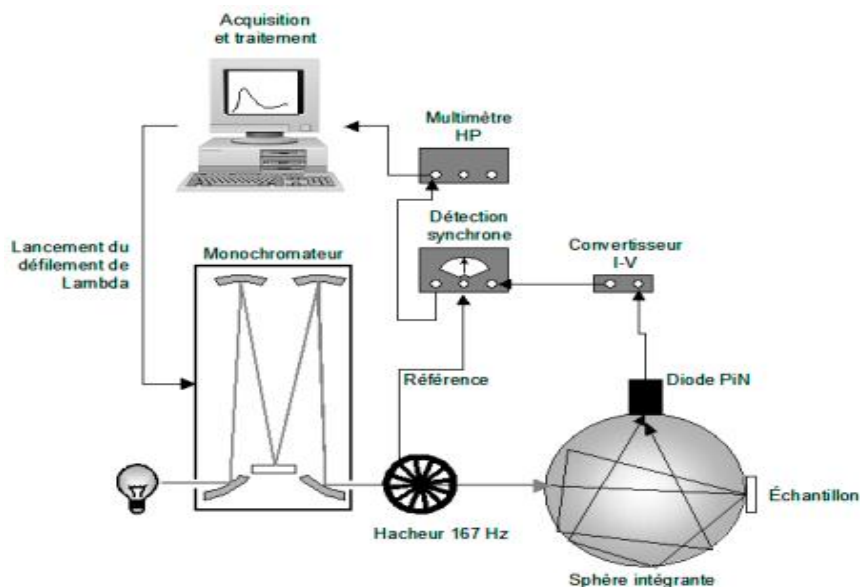 Acquisition
et traitement
Multimètre
HP
Détection
synchrone
Convertisseur
I-V
Lancement du
défilement de
Lambda
Monochromateur
Référence
Diode PiN
Échantillon
Hacheur 167 Hz
Sphère intégrante